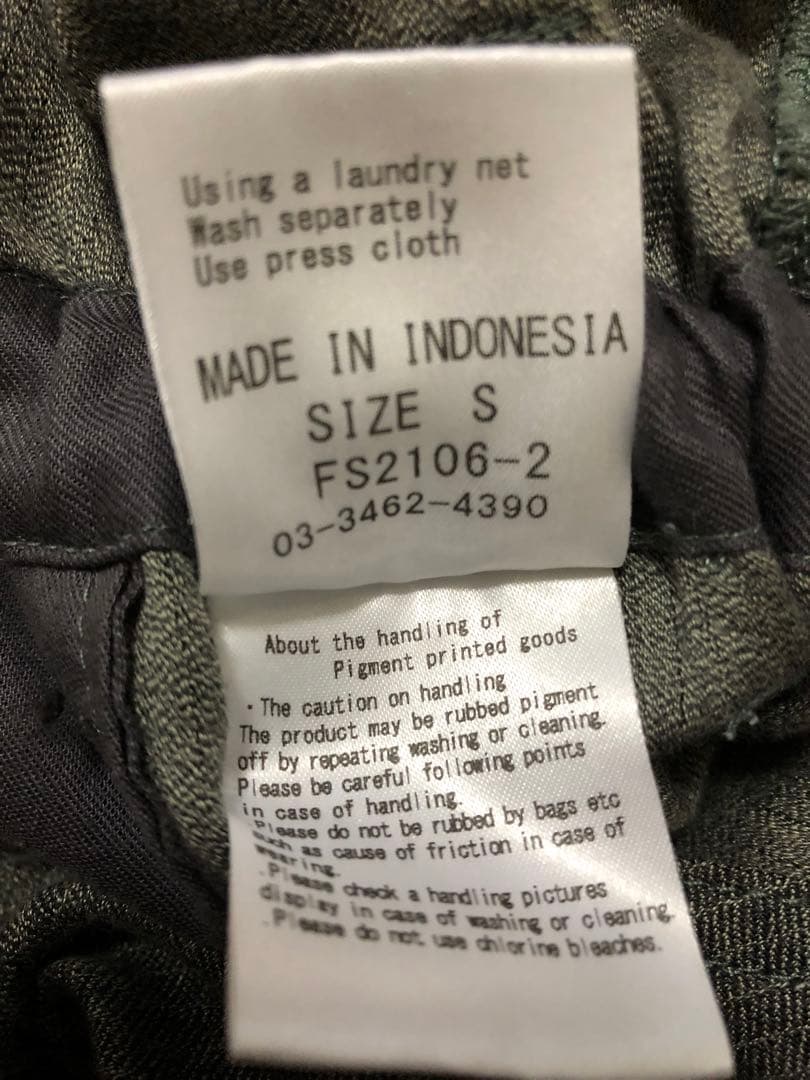 Using a laundry net
Wash separately
Use press cloth
MADE IN INDONESIA
SIZE S
FS2106-2
03-3462-4390
About the handling of
Pigment printed goods
・The caution on handling
The product may be rubbed pigment
off by repeating washing or cleaning.
Please be careful following points
in case of handling.
Please do not be rubbed by bags etc
such as cause of friction in case of
wearing.
.Please check a handling pictures
display in case of washing or cleaning.
.Please do not use chlorine bleaches.